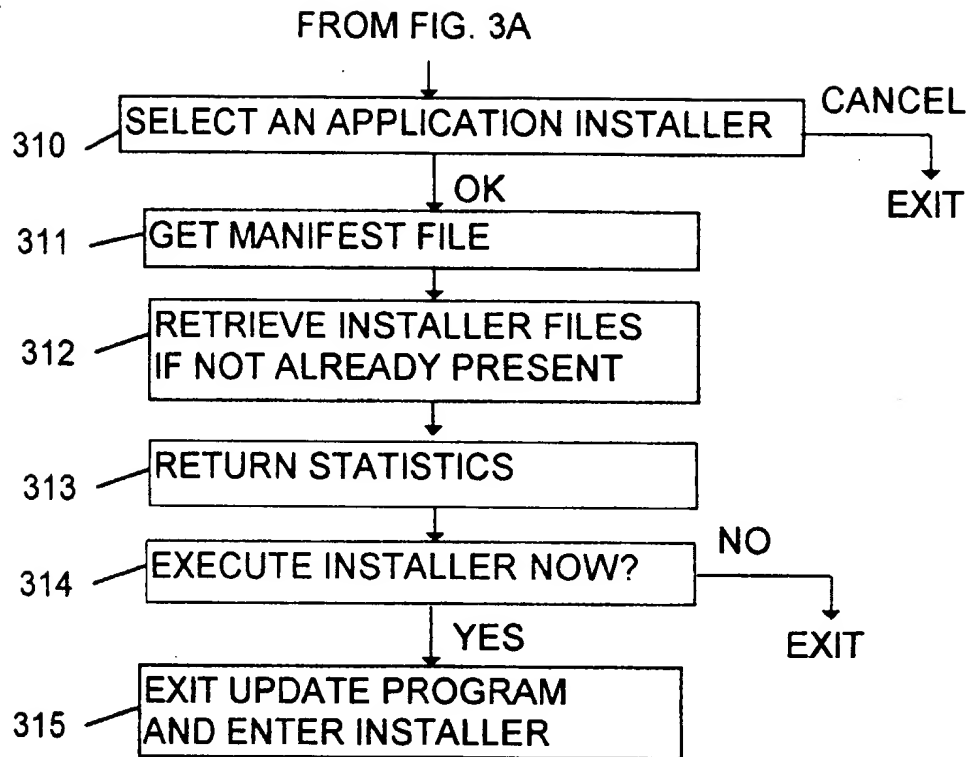 FROM FIG. 3A
310 SELECT AN APPLICATION INSTALLER CANCEL
OK
EXIT
311 GET MANIFEST FILE
312 RETRIEVE INSTALLER FILES
IF NOT ALREADY PRESENT
313 RETURN STATISTICS
314 EXECUTE INSTALLER NOW? NO
YES
EXIT
315 EXIT UPDATE PROGRAM
AND ENTER INSTALLER